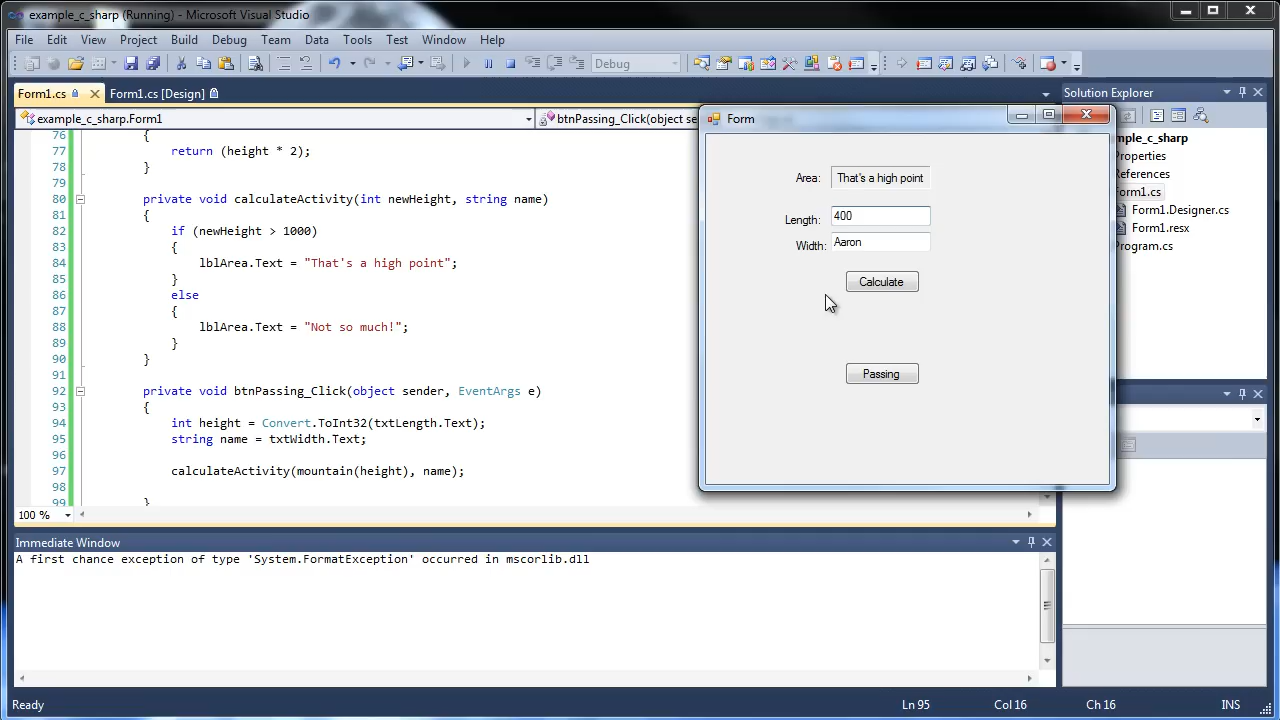 example_c_sharp (Running) - Microsoft Visual Studio
File Edit View Project Build Debug Team Data Tools Test Window Help
Debug
Form1.cs Form1.cs [Design]
example_c_sharp.Form1 btnPassing_Click(object se
76 {
77 return (height * 2);
78 }
79
80 private void calculateActivity(int newHeight, string name)
81 {
82 if (newHeight > 1000)
83 {
84 lblArea.Text = "That's a high point";
85 }
86 else
87 {
88 lblArea.Text = "Not so much!";
89 }
90 }
91
92 private void btnPassing_Click(object sender, EventArgs e)
93 {
94 int height = Convert.ToInt32(txtLength.Text);
95 string name = txtWidth.Text;
96
97 calculateActivity(mountain(height), name);
98
99 }
100 %
Form
Area: That's a high point
Length: 400
Width: Aaron
Calculate
Passing
Solution Explorer
mple_c_sharp
Properties
References
Form1.cs
Form1.Designer.cs
Form1.resx
Program.cs
Immediate Window
A first chance exception of type 'System.FormatException' occurred in mscorlib.dll
Ready Ln 95 Col 16 Ch 16 INS